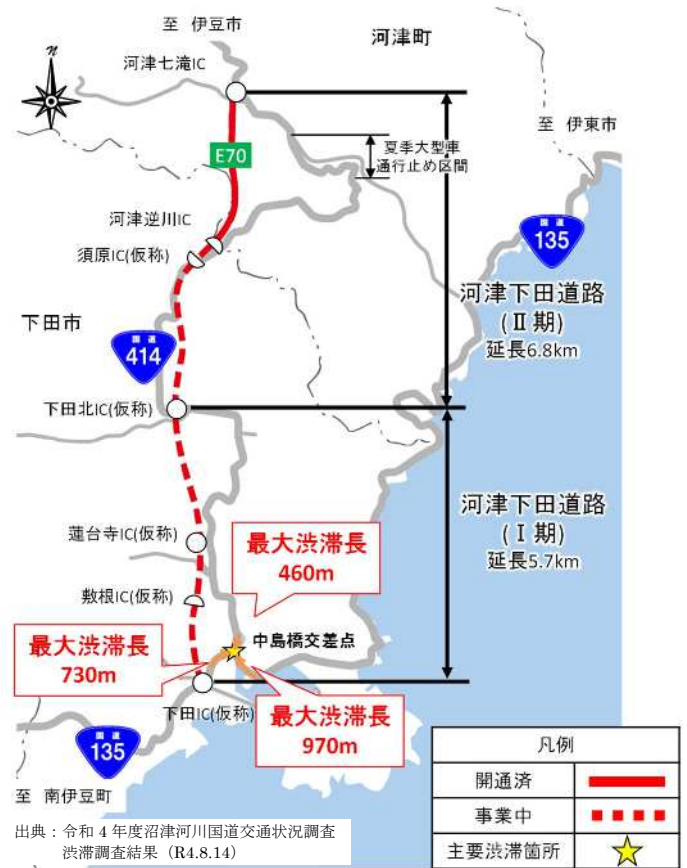 至 伊豆市
河津町
河津七滝IC
至 伊東市
夏季大型車
通行止め区間
E70
国道
135
河津逆川IC
須原IC(仮称)
河津下田道路
(Ⅱ期)
延長6.8km
下田市
国道
414
下田北IC(仮称)
河津下田道路
(Ⅰ期)
延長5.7km
蓮台寺IC(仮称)
最大渋滞長
460m
敷根IC(仮称)
中島橋交差点
最大渋滞長
730m
下田IC(仮称)
最大渋滞長
970m
国道
135
至 南伊豆町
凡例
開通済
事業中
主要渋滞箇所
出典：令和4年度沼津河川国道交通状況調査
渋滞調査結果（R4.8.14）
N